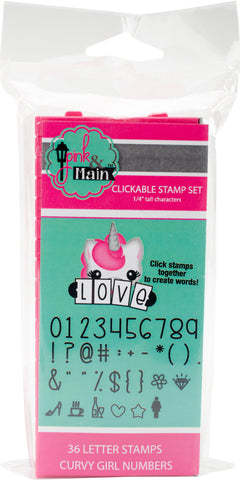 Pink &
Main
CLICKABLE STAMP SET
1/4" tall characters
Click stamps
together
to create words!
LOVE
0123456789
!?@#:+-*().
&""%${}
36 LETTER STAMPS
CURVY GIRL NUMBERS